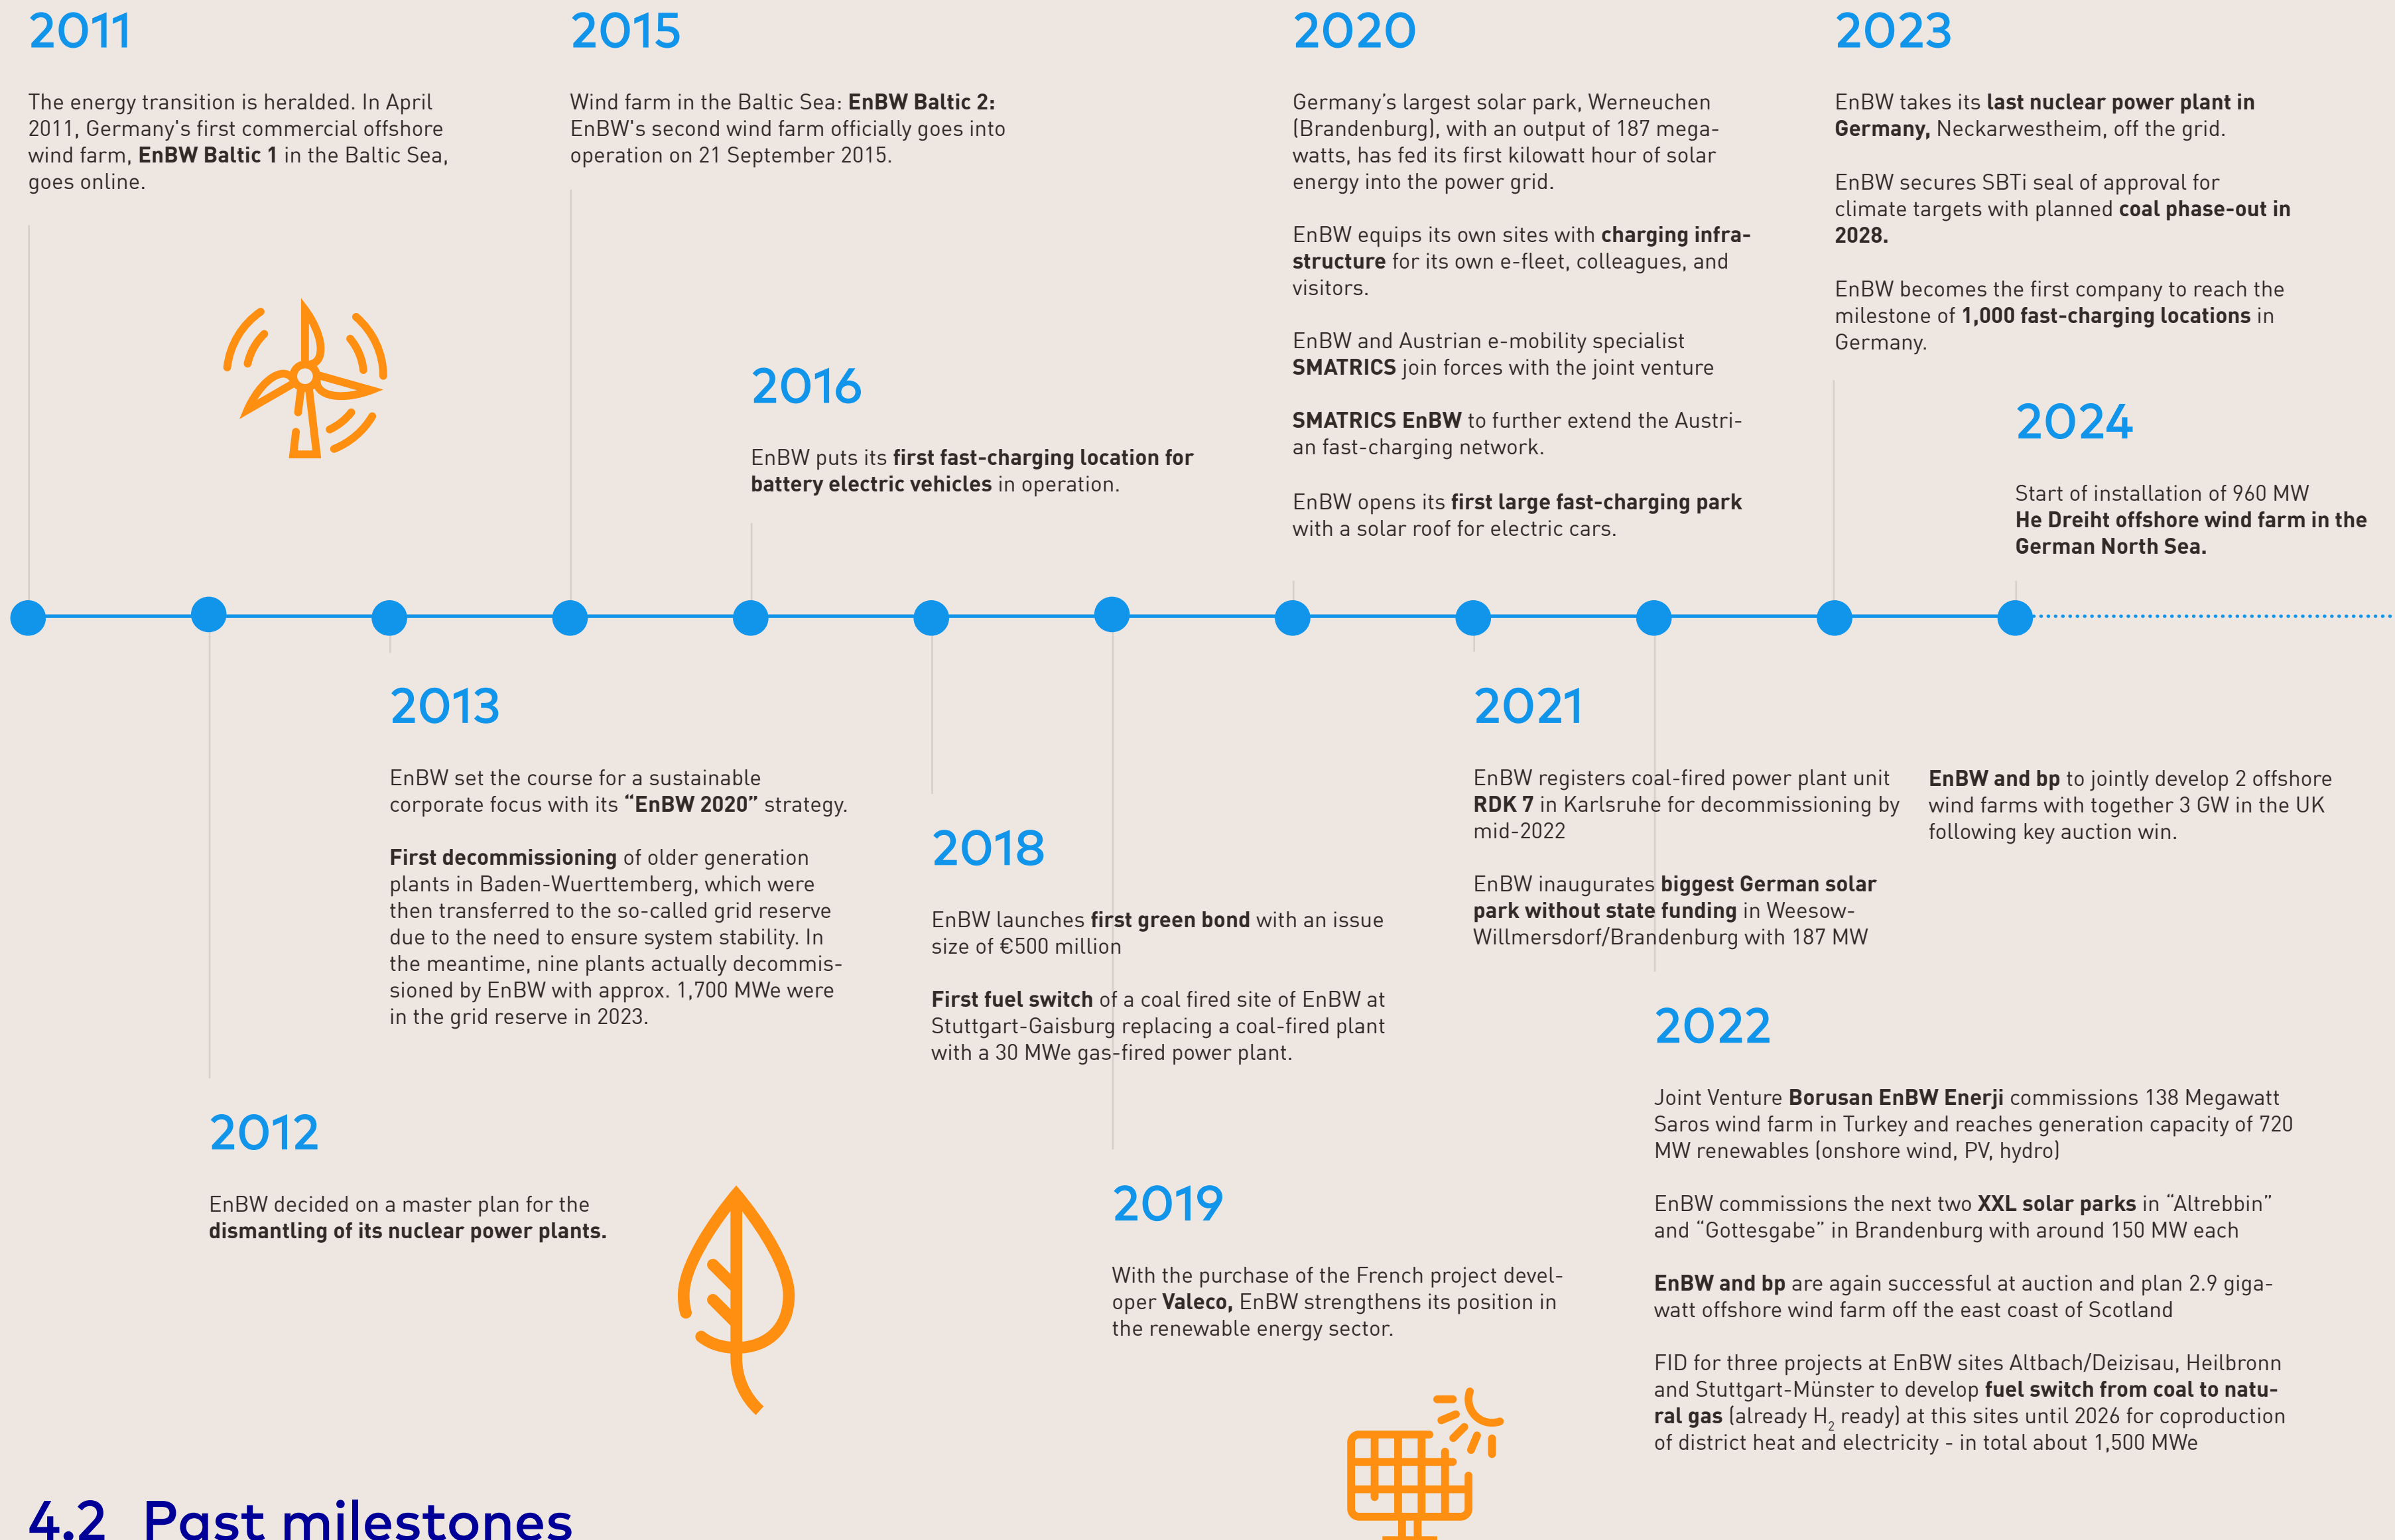 2011
The energy transition is heralded. In April
2011, Germany's first commercial offshore
wind farm, EnBW Baltic 1 in the Baltic Sea,
goes online.
2015
Wind farm in the Baltic Sea: EnBW Baltic 2:
EnBW's second wind farm officially goes into
operation on 21 September 2015.
2016
EnBW puts its first fast-charging location for
battery electric vehicles in operation.
2020
Germany’s largest solar park, Werneuchen
(Brandenburg), with an output of 187 mega-
watts, has fed its first kilowatt hour of solar
energy into the power grid.
EnBW equips its own sites with charging infra-
structure for its own e-fleet, colleagues, and
visitors.
EnBW and Austrian e-mobility specialist
SMATRICS join forces with the joint venture
SMATRICS EnBW to further extend the Austri-
an fast-charging network.
EnBW opens its first large fast-charging park
with a solar roof for electric cars.
2023
EnBW takes its last nuclear power plant in
Germany, Neckarwestheim, off the grid.
EnBW secures SBTi seal of approval for
climate targets with planned coal phase-out in
2028.
EnBW becomes the first company to reach the
milestone of 1,000 fast-charging locations in
Germany.
2024
Start of installation of 960 MW
He Dreiht offshore wind farm in the
German North Sea.
2012
EnBW decided on a master plan for the
dismantling of its nuclear power plants.
2013
EnBW set the course for a sustainable
corporate focus with its “EnBW 2020” strategy.
First decommissioning of older generation
plants in Baden-Wuerttemberg, which were
then transferred to the so-called grid reserve
due to the need to ensure system stability. In
the meantime, nine plants actually decommis-
sioned by EnBW with approx. 1,700 MWe were
in the grid reserve in 2023.
2018
EnBW launches first green bond with an issue
size of €500 million
First fuel switch of a coal fired site of EnBW at
Stuttgart-Gaisburg replacing a coal-fired plant
with a 30 MWe gas-fired power plant.
2019
With the purchase of the French project devel-
oper Valeco, EnBW strengthens its position in
the renewable energy sector.
2021
EnBW registers coal-fired power plant unit
RDK 7 in Karlsruhe for decommissioning by
mid-2022
EnBW inaugurates biggest German solar
park without state funding in Weesow-
Willmersdorf/Brandenburg with 187 MW
EnBW and bp to jointly develop 2 offshore
wind farms with together 3 GW in the UK
following key auction win.
2022
Joint Venture Borusan EnBW Enerji commissions 138 Megawatt
Saros wind farm in Turkey and reaches generation capacity of 720
MW renewables (onshore wind, PV, hydro)
EnBW commissions the next two XXL solar parks in “Altrebbin”
and “Gottesgabe” in Brandenburg with around 150 MW each
EnBW and bp are again successful at auction and plan 2.9 giga-
watt offshore wind farm off the east coast of Scotland
FID for three projects at EnBW sites Altbach/Deizisau, Heilbronn
and Stuttgart-Münster to develop fuel switch from coal to natu-
ral gas (already H2 ready) at this sites until 2026 for coproduction
of district heat and electricity - in total about 1,500 MWe
4.2 Past milestones